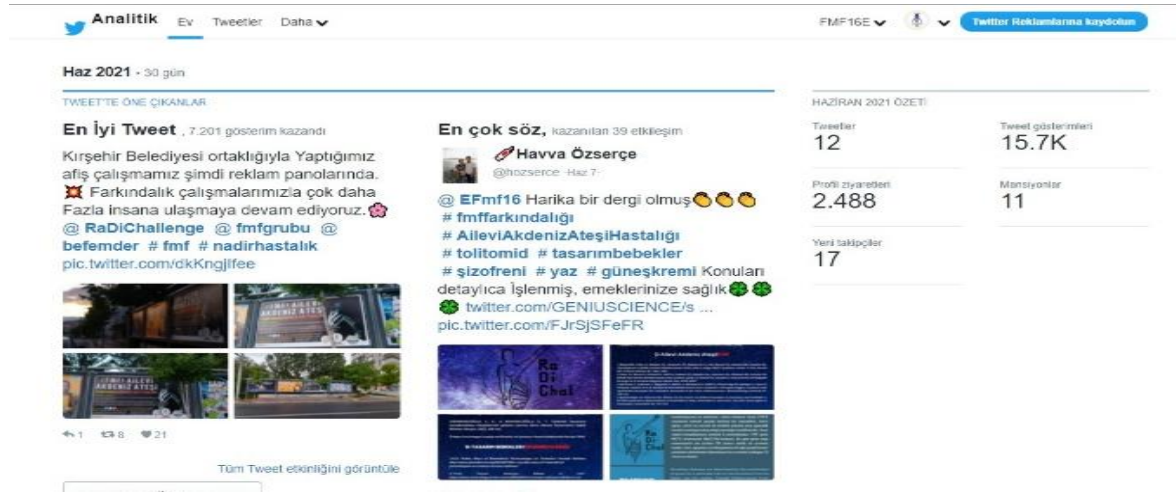 Analitik Ev Tweetler Daha
FMF16E
Twitter Reklamlarına kaydolun
Haz 2021 - 30 gün
TWEET'TE ÖNE ÇIKANLAR
En İyi Tweet , 7.201 gösterim kazandı
Kırşehir Belediyesi ortaklığıyla Yaptığımız
afiş çalışmamız şimdi reklam panolarında.
💥 Farkındalık çalışmalarımızla çok daha
Fazla insana ulaşmaya devam ediyoruz.🌸
@ RaDiChallenge @ fmfgrubu @
befemder # fmf # nadirhastalık
pic.twitter.com/dkKngjlfee
AKDENİZ ATEŞİ
1 8 21
Tüm Tweet etkinliğini görüntüle
En çok söz, kazanılan 39 etkileşim
Havva Özserçe
@hozserce Haz 7
@ EFmf16 Harika bir dergi olmuş👏👏👏
# fmffarkındalığı
# AileviAkdenizAteşiHastalığı
# tolitomid # tasarımbebekler
# şizofreni # yaz # güneşkremi Konuları
detaylıca İşlenmiş, emeklerinize sağlık🍀🍀
🍀 twitter.com/GENIUSCIENCE/s ...
pic.twitter.com/FJrSjSFeFR
Ra
Di
Chal
HAZİRAN 2021 ÖZETİ
Tweetler
12
Tweet gösterimleri
15.7K
Profil ziyaretleri
2.488
Mansiyonlar
11
Yeni takipçiler
17